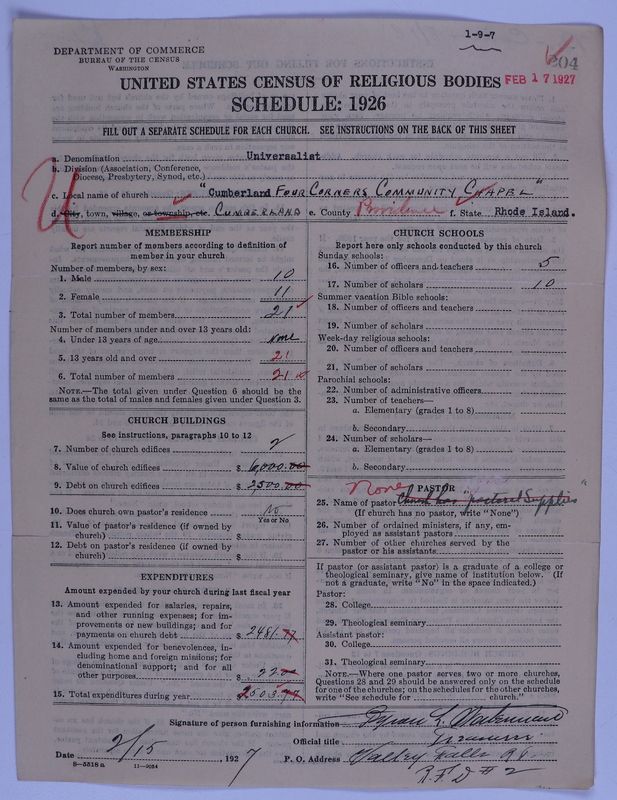 1-9-7
204
DEPARTMENT OF COMMERCE
BUREAU OF THE CENSUS
WASHINGTON
UNITED STATES CENSUS OF RELIGIOUS BODIES FEB 17 1927
SCHEDULE: 1926
FILL OUT A SEPARATE SCHEDULE FOR EACH CHURCH. SEE INSTRUCTIONS ON THE BACK OF THIS SHEET
a. Denomination Universalist
b. Division (Association, Conference,
Diocese, Presbytery, Synod, etc.)
c. Local name of church "Cumberland FOUR CORNERS COMMUNITY CHAPEL"
d. City, town, village, or township, etc. CUMBERLAND e. County Providence f. State Rhode Island.
MEMBERSHIP
Report number of members according to definition of
member in your church
Number of members, by sex:
1. Male 10
2. Female 11
3. Total number of members 21
Number of members under and over 13 years old:
4. Under 13 years of age None
5. 13 years old and over 21
6. Total number of members 21
NOTE.—The total given under Question 6 should be the
same as the total of males and females given under Question 3.
CHURCH BUILDINGS
See instructions, paragraphs 10 to 12
7. Number of church edifices 2
8. Value of church edifices $ 6,000.00
9. Debt on church edifices $ 2500.00
10. Does church own pastor's residence No
Yes or No
11. Value of pastor's residence (if owned by
church) $
12. Debt on pastor's residence (if owned by
church) $
EXPENDITURES
Amount expended by your church during last fiscal year
13. Amount expended for salaries, repairs,
and other running expenses; for im-
provements or new buildings; and for
payments on church debt $ 2481.77
14. Amount expended for benevolences, in-
cluding home and foreign missions; for
denominational support; and for all
other purposes $ 22
15. Total expenditures during year $ 2503.77
CHURCH SCHOOLS
Report here only schools conducted by this church
Sunday schools:
16. Number of officers and teachers 5
17. Number of scholars 10
Summer vacation Bible schools:
18. Number of officers and teachers
19. Number of scholars
Week-day religious schools:
20. Number of officers and teachers
21. Number of scholars
Parochial schools:
22. Number of administrative officers
23. Number of teachers—
a. Elementary (grades 1 to 8)
b. Secondary
24. Number of scholars—
a. Elementary (grades 1 to 8)
b. Secondary
None PASTOR
25. Name of pastor church has "pastoral Supplies"
(If church has no pastor, write "None")
26. Number of ordained ministers, if any, em-
ployed as assistant pastors
27. Number of other churches served by the
pastor or his assistants
If pastor (or assistant pastor) is a graduate of a college or
theological seminary, give name of institution below. (If
not a graduate, write "No" in the space indicated.)
Pastor:
28. College
29. Theological seminary
Assistant pastor:
30. College
31. Theological seminary
NOTE.—Where one pastor serves two or more churches,
Questions 28 and 29 should be answered only on the schedule
for one of the churches; on the schedules for the other churches,
write "See schedule for church."
Signature of person furnishing information
Official title Treasurer
Date 2/15, 1927 P. O. Address Valley Falls R.I.
8-5518 a 11-9084 R.F.D #2